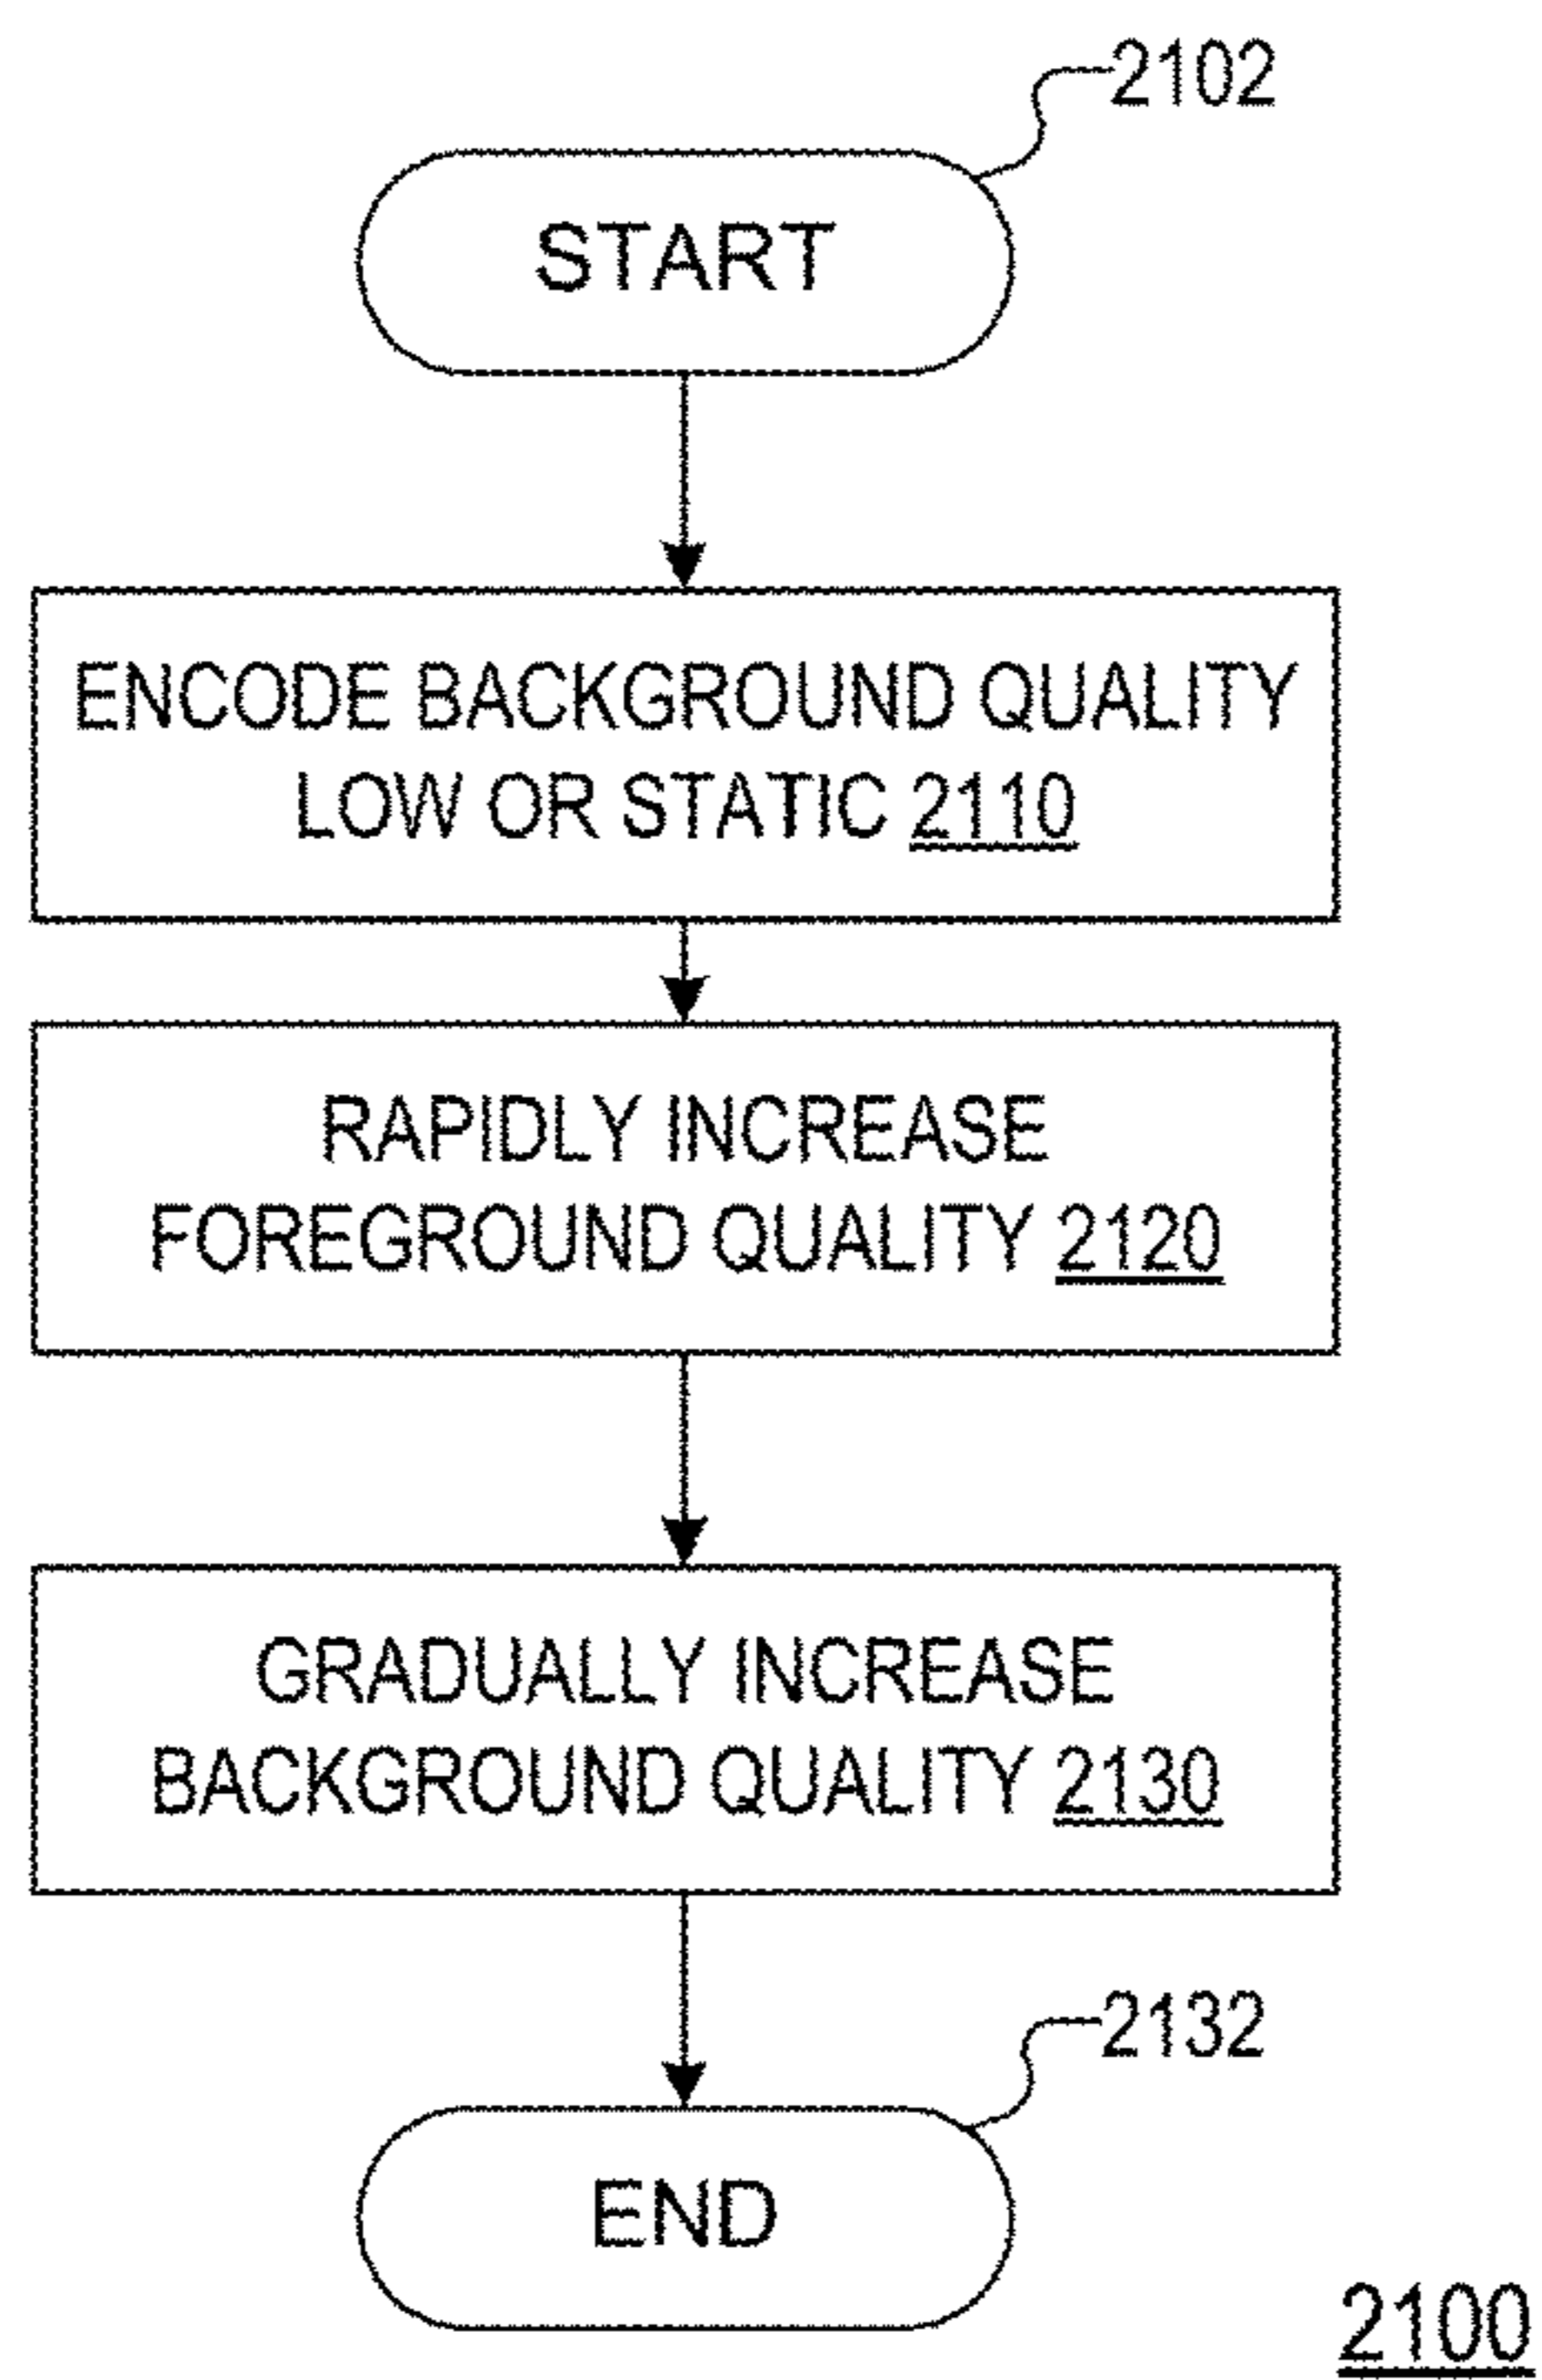 2102
START
ENCODE BACKGROUND QUALITY
LOW OR STATIC 2110
RAPIDLY INCREASE
FOREGROUND QUALITY 2120
GRADUALLY INCREASE
BACKGROUND QUALITY 2130
2132
END
2100